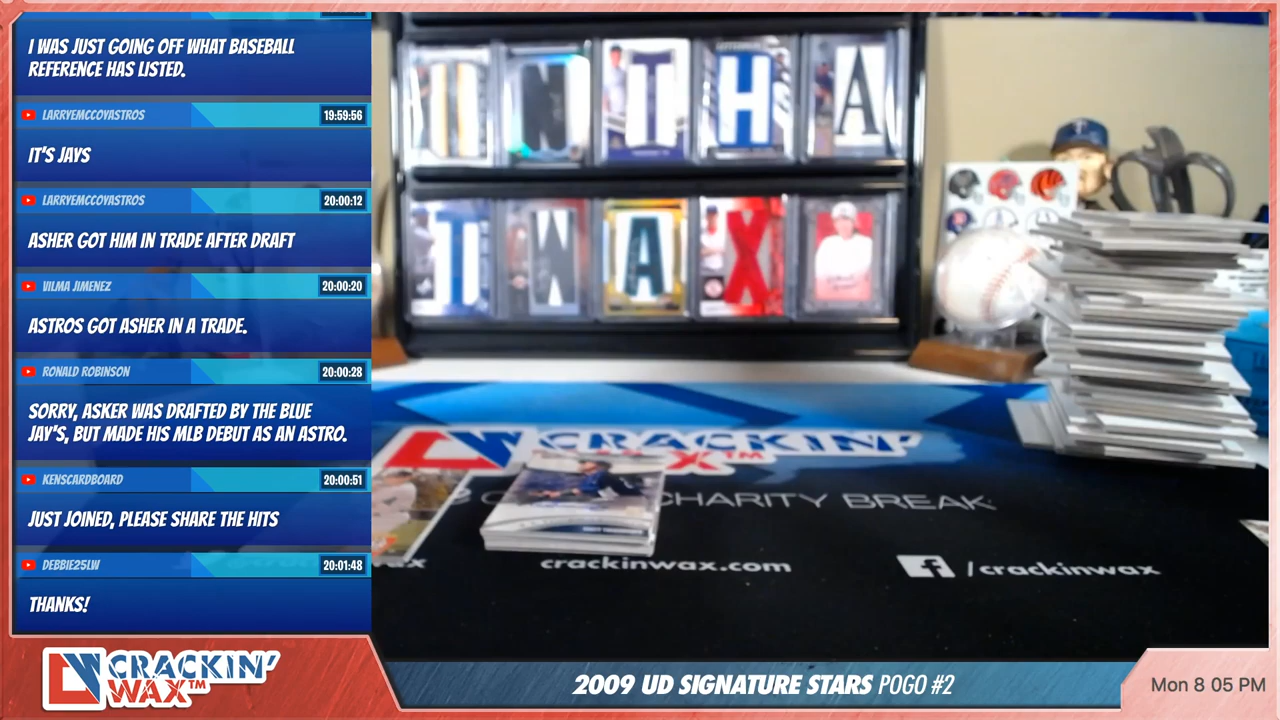 I WAS JUST GOING OFF WHAT BASEBALL
REFERENCE HAS LISTED.
LARRYEMCCOYASTROS 19:59:56
IT'S JAYS
LARRYEMCCOYASTROS 20:00:12
ASHER GOT HIM IN TRADE AFTER DRAFT
VILMA JIMENEZ 20:00:20
ASTROS GOT ASHER IN A TRADE.
RONALD ROBINSON 20:00:28
SORRY, ASKER WAS DRAFTED BY THE BLUE
JAY'S, BUT MADE HIS MLB DEBUT AS AN ASTRO.
KENSCARDBOARD 20:00:51
JUST JOINED, PLEASE SHARE THE HITS
DEBBIE25LW 20:01:48
THANKS!
I N T H A
T W A X
CRACKIN'
CHARITY BREAK
crackinwax.com
f /crackinwax
CRACKIN'
WAX™
2009 UD SIGNATURE STARS POGO #2
Mon 8 05 PM